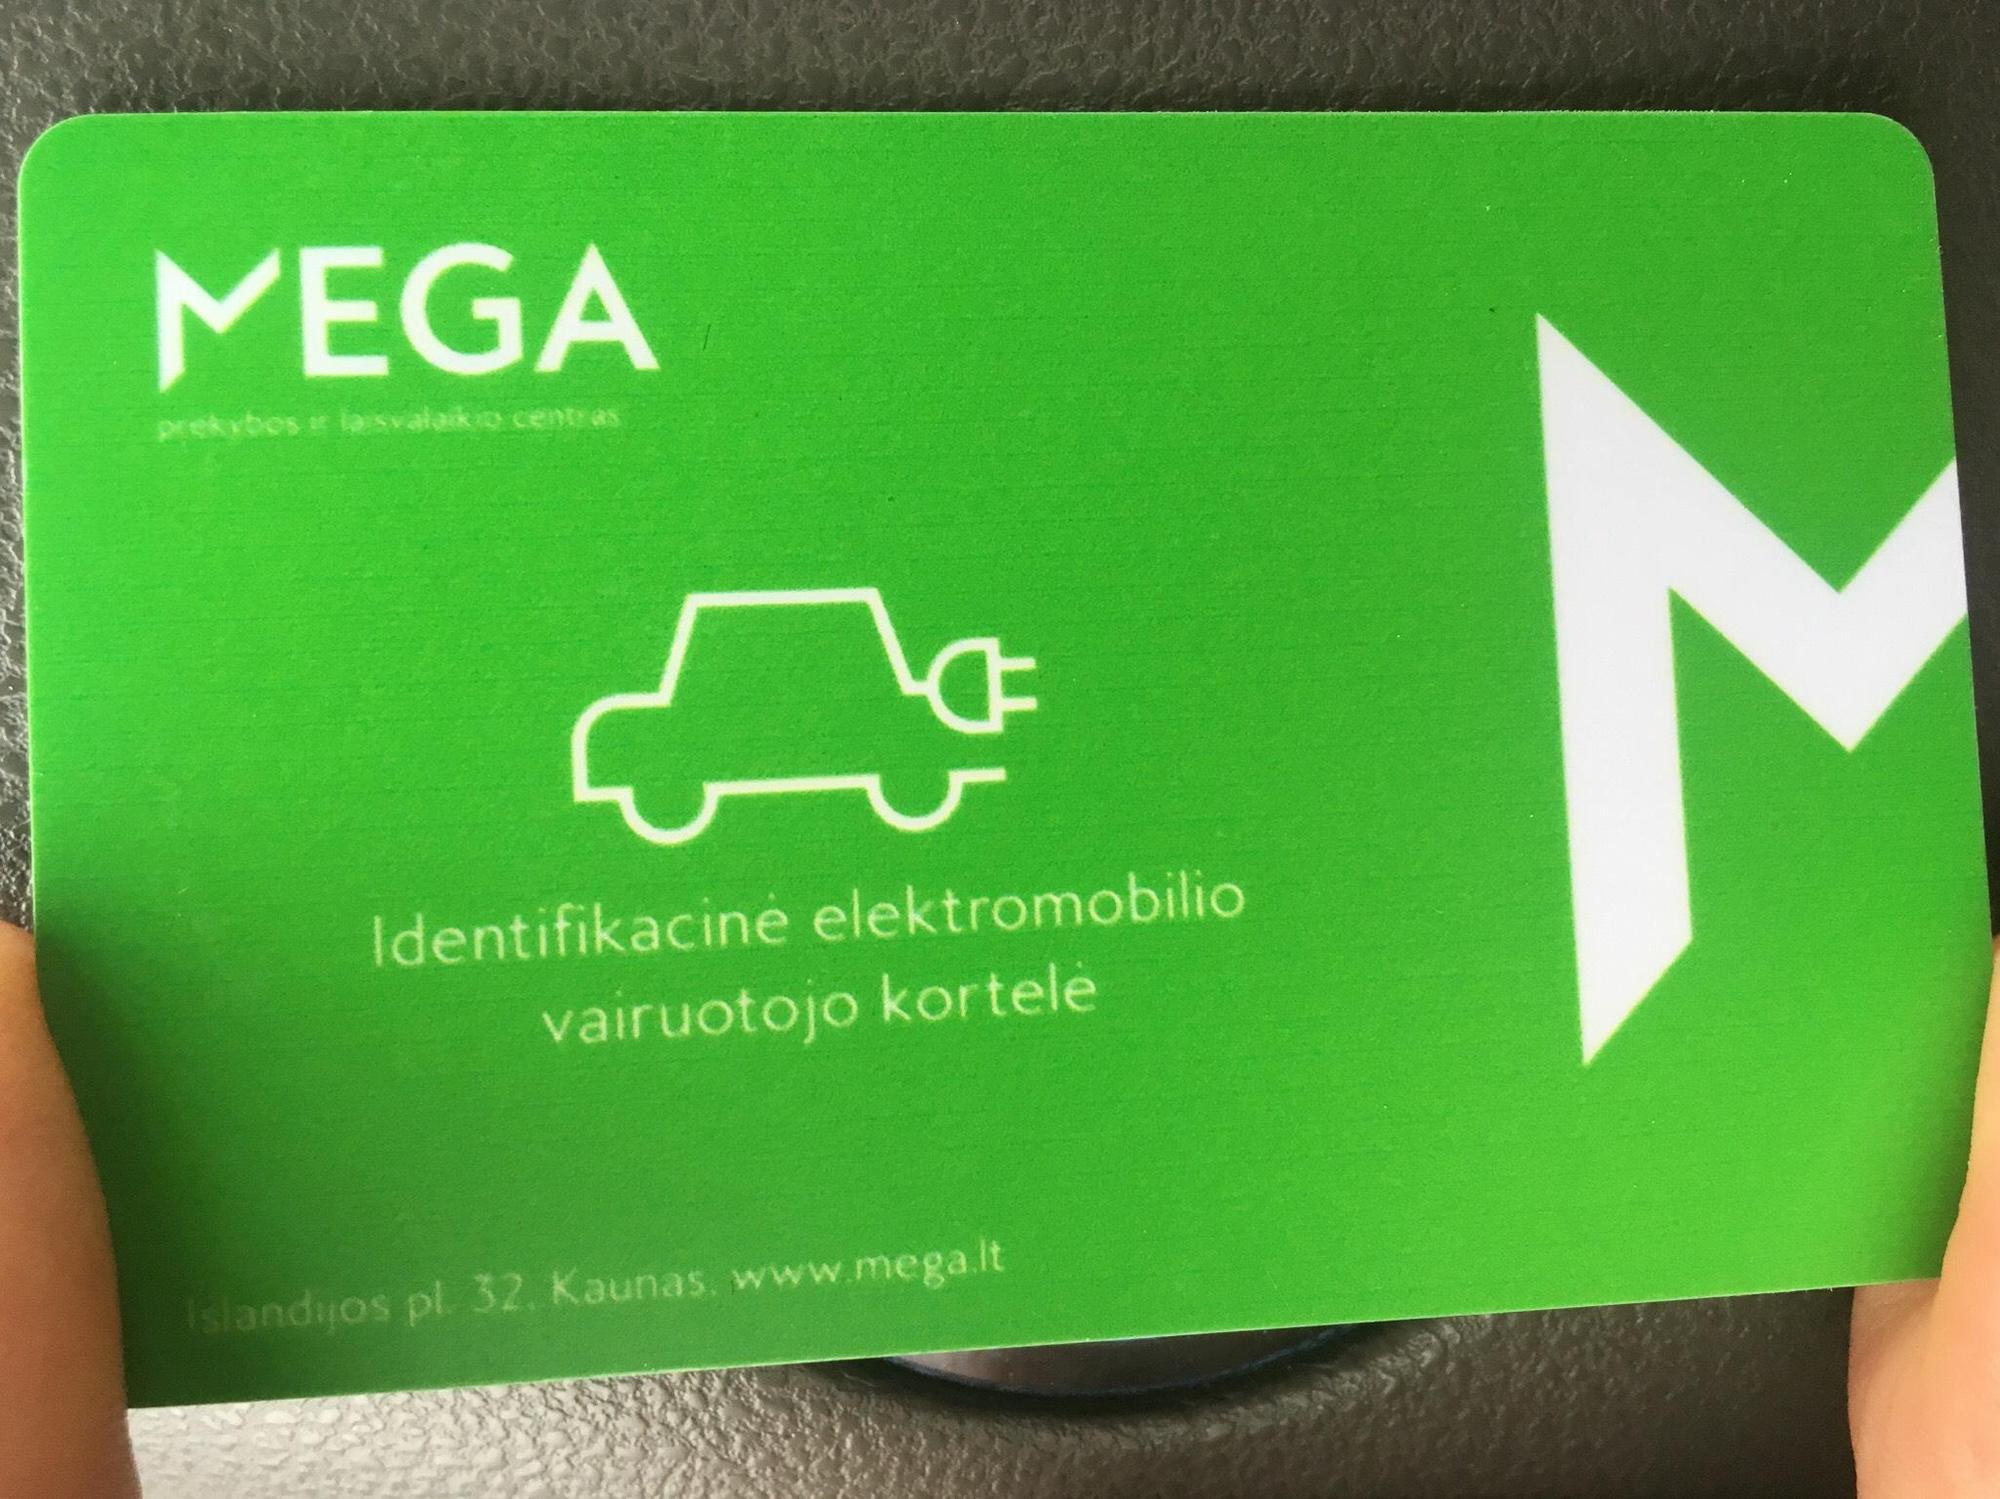 MEGA
prekybos ir laisvalaikio centras
M
Identifikacinė elektromobilio
vairuotojo kortelė
Islandijos pl. 32, Kaunas, www.mega.lt